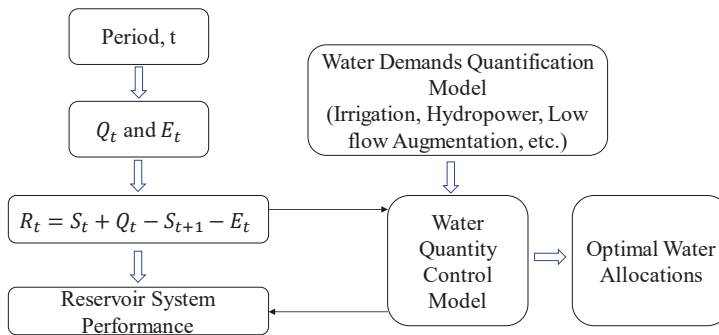 Period, t
Q_t and E_t
R_t = S_t + Q_t − S_{t+1} − E_t
Reservoir System
Performance
Water Demands Quantification
Model
(Irrigation, Hydropower, Low
flow Augmentation, etc.)
Water
Quantity
Control
Model
Optimal Water
Allocations